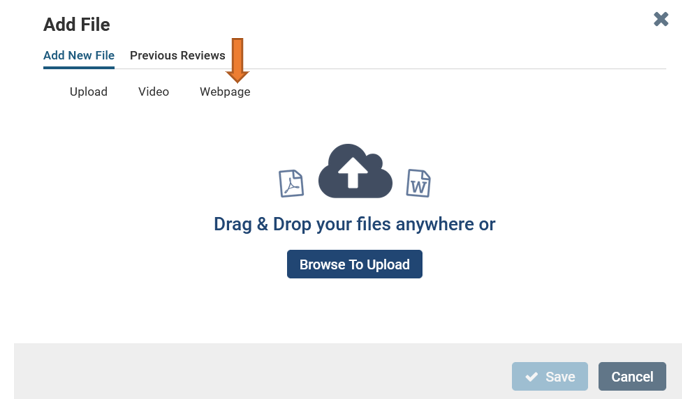 Add File
Add New File Previous Reviews
Upload Video Webpage
W
Drag & Drop your files anywhere or
Browse To Upload
Save Cancel